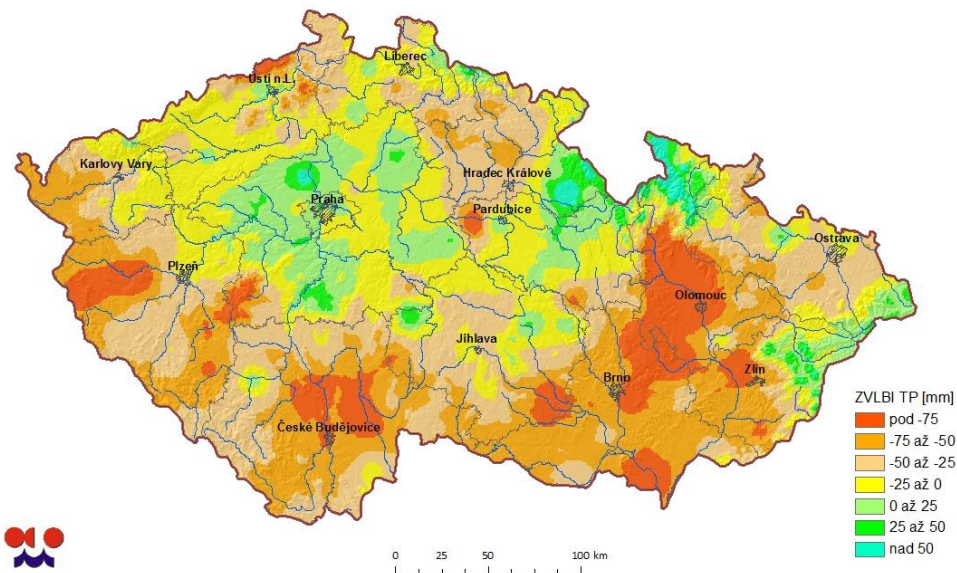 Liberec
Ústí n.L.
Karlovy Vary
Hradec Králové
Praha
Pardubice
Ostrava
Plzeň
Olomouc
Jihlava
Zlín
Brno
České Budějovice
ZVLBI TP [mm]
pod -75
-75 až -50
-50 až -25
-25 až 0
0 až 25
25 až 50
nad 50
0 25 50 100 km